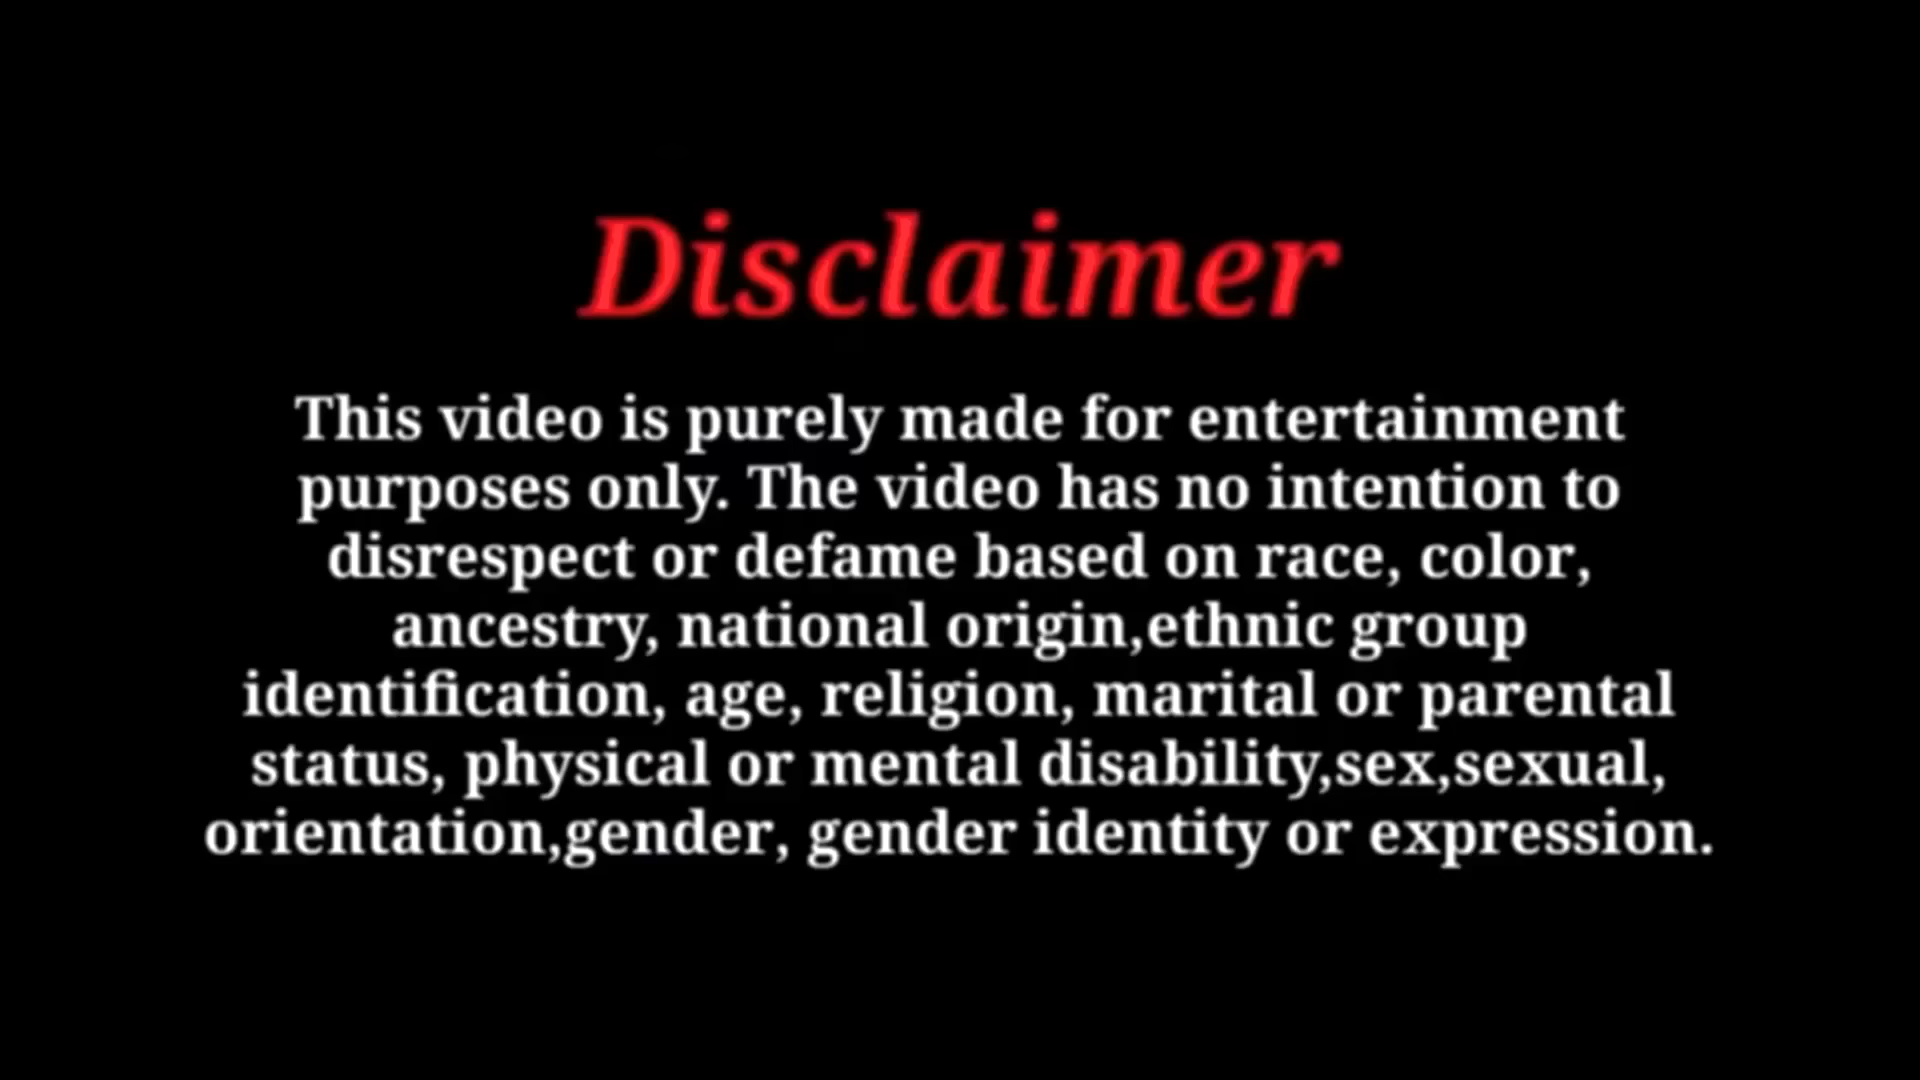 Disclaimer
This video is purely made for entertainment
purposes only. The video has no intention to
disrespect or defame based on race, color,
ancestry, national origin,ethnic group
identification, age, religion, marital or parental
status, physical or mental disability,sex,sexual,
orientation,gender, gender identity or expression.